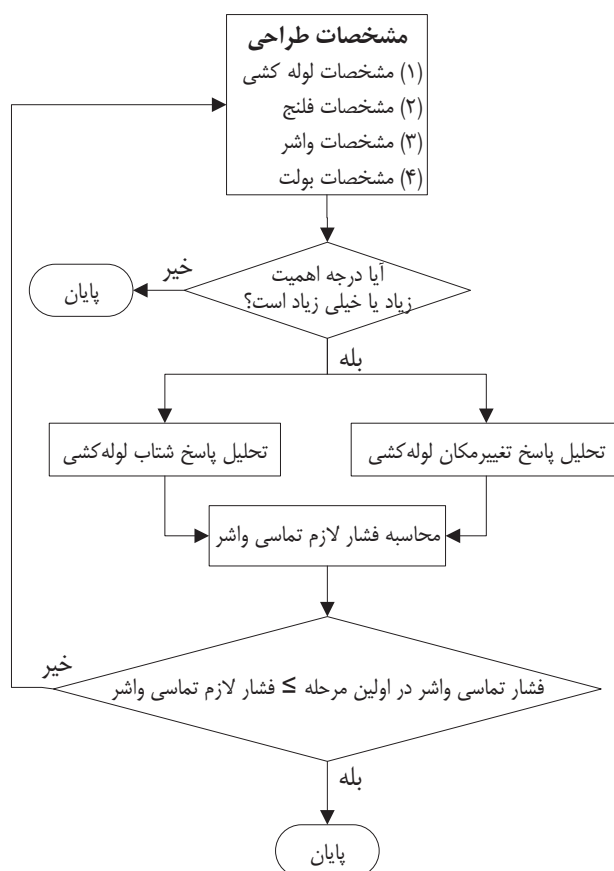 مشخصات طراحی
(۱) مشخصات لوله کشی
(۲) مشخصات فلنج
(۳) مشخصات واشر
(۴) مشخصات بولت
آیا درجه اهمیت
زیاد یا خیلی زیاد است؟
خیر
پایان
بله
تحلیل پاسخ تغییرمکان لوله‌کشی
تحلیل پاسخ شتاب لوله‌کشی
محاسبه فشار لازم تماسی واشر
فشار تماسی واشر در اولین مرحله ≥ فشار لازم تماسی واشر
خیر
بله
پایان